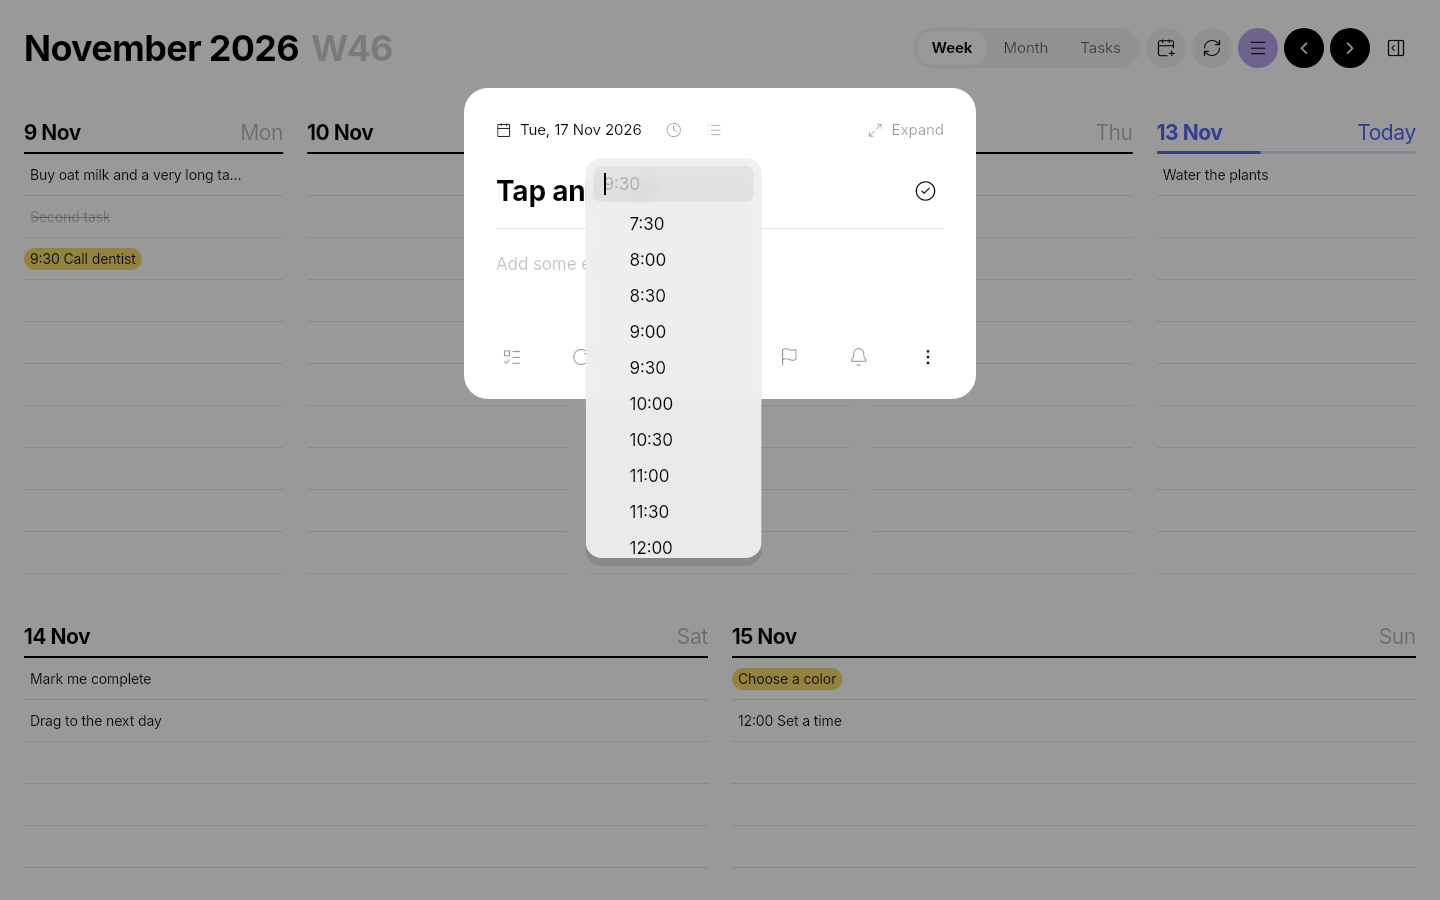 November 2026 W46
Week Month Tasks
9 Nov Mon
10 Nov
Thu
13 Nov Today
Buy oat milk and a very long ta...
Second task
9:30 Call dentist
Water the plants
Tue, 17 Nov 2026
Expand
Tap an
Add some
9:30
7:30
8:00
8:30
9:00
9:30
10:00
10:30
11:00
11:30
12:00
14 Nov Sat
Mark me complete
Drag to the next day
15 Nov Sun
Choose a color
12:00 Set a time